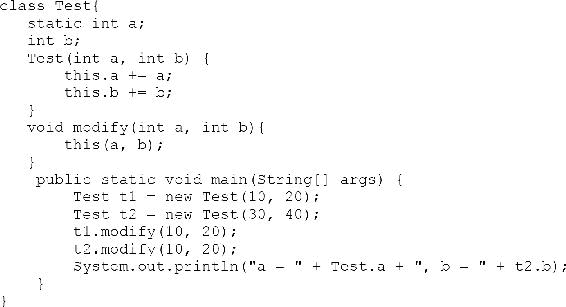 class Test{
static int a;
int b;
Test(int a, int b) {
this.a += a;
this.b += b;
}
void modify(int a, int b){
this(a, b);
}
public static void main(String[] args) {
Test t1 = new Test(10, 20);
Test t2 = new Test(30, 40);
t1.modify(10, 20);
t2.modify(10, 20);
System.out.println("a = " + Test.a + ", b = " + t2.b);
}
}